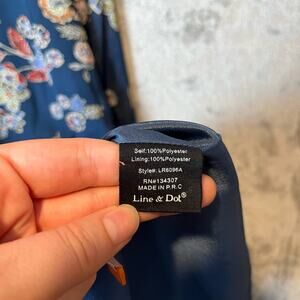 Self:100%Polyester
Lining:100%Polyester
Style#: LR6096A
RN#134307
MADE IN P.R.C
Line & Dot®